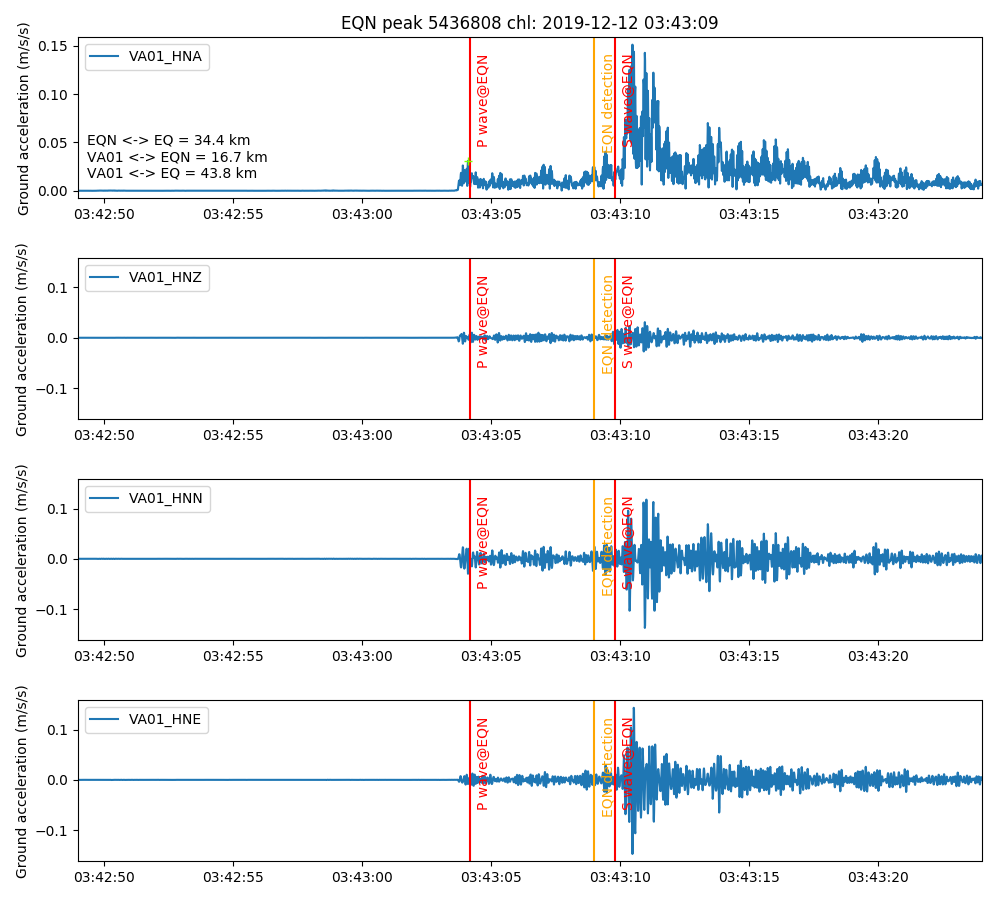 EQN peak 5436808 chl: 2019-12-12 03:43:09
Ground acceleration (m/s/s)
0.15
0.10
0.05
0.00
VA01_HNA
EQN <-> EQ = 34.4 km
VA01 <-> EQN = 16.7 km
VA01 <-> EQ = 43.8 km
P wave@EQN
EQN detection
S wave@EQN
03:42:50 03:42:55 03:43:00 03:43:05 03:43:10 03:43:15 03:43:20
Ground acceleration (m/s/s)
0.1
0.0
−0.1
VA01_HNZ
P wave@EQN
EQN detection
S wave@EQN
03:42:50 03:42:55 03:43:00 03:43:05 03:43:10 03:43:15 03:43:20
Ground acceleration (m/s/s)
0.1
0.0
−0.1
VA01_HNN
P wave@EQN
EQN detection
S wave@EQN
03:42:50 03:42:55 03:43:00 03:43:05 03:43:10 03:43:15 03:43:20
Ground acceleration (m/s/s)
0.1
0.0
−0.1
VA01_HNE
P wave@EQN
EQN detection
S wave@EQN
03:42:50 03:42:55 03:43:00 03:43:05 03:43:10 03:43:15 03:43:20